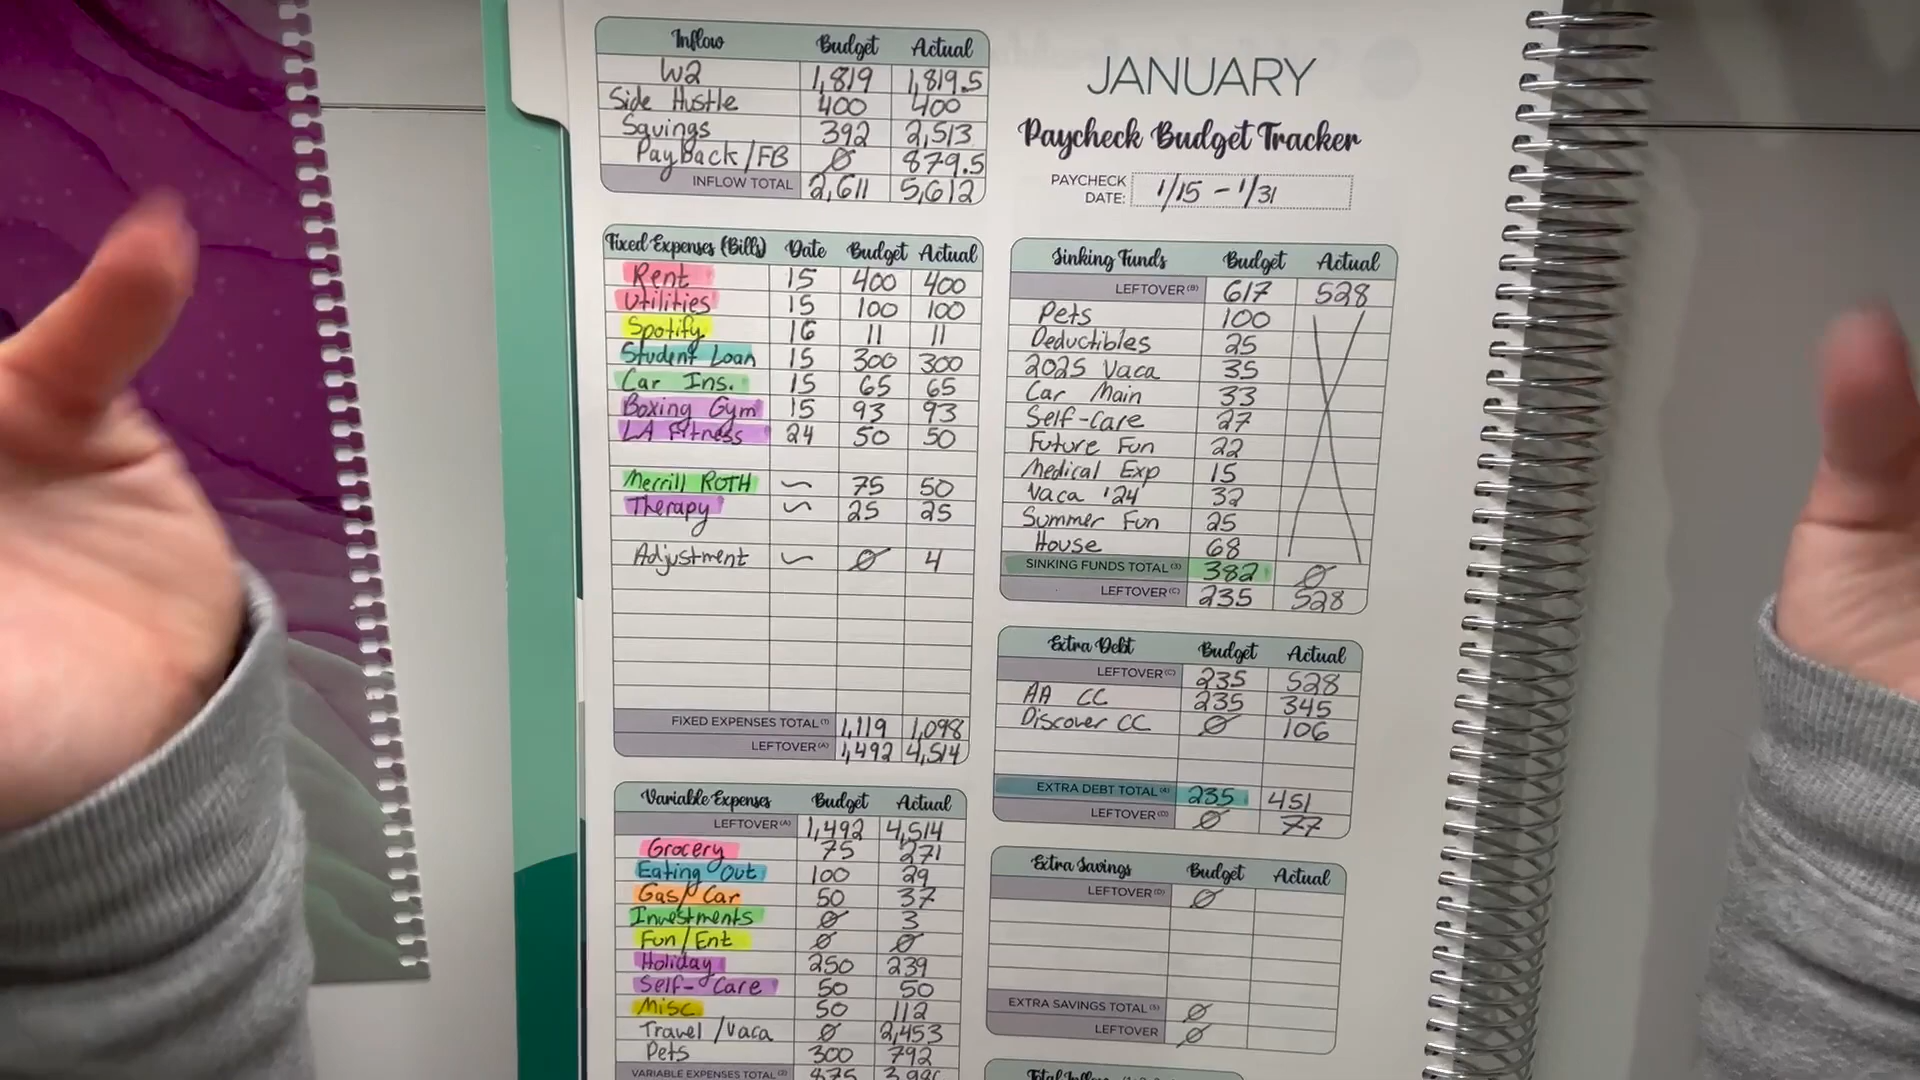 Inflow Budget Actual
W2 1,819 1,819.5
Side Hustle 400 400
Savings 392 2,513
PayBack/FB Ø 879.5
INFLOW TOTAL 2,611 5,612
JANUARY
Paycheck Budget Tracker
PAYCHECK DATE: 1/15 - 1/31
Fixed Expenses (Bills) Date Budget Actual
Rent 15 400 400
Utilities 15 100 100
Spotify 16 11 11
Student Loan 15 300 300
Car Ins. 15 65 65
Boxing Gym 15 93 93
LA Fitness 24 50 50
Merrill ROTH ~ 75 50
Therapy ~ 25 25
Adjustment ~ Ø 4
FIXED EXPENSES TOTAL (1) 1,119 1,098
LEFTOVER (A) 1,492 4,514
Variable Expenses Budget Actual
LEFTOVER (A) 1,492 4,514
Grocery 75 271
Eating Out 100 29
Gas/Car 50 37
Investments Ø 3
Fun/Ent Ø Ø
Holiday 250 239
Self-Care 50 50
Misc 50 112
Travel/Vaca Ø 2,453
Pets 300 792
VARIABLE EXPENSES TOTAL (2) 875
Sinking Funds Budget Actual
LEFTOVER (B) 617 528
Pets 100
Deductibles 25
2025 Vaca 35
Car Main 33
Self-Care 27
Future Fun 22
Medical Exp 15
Vaca '24 32
Summer Fun 25
House 68
SINKING FUNDS TOTAL (3) 382 Ø
LEFTOVER (C) 235 528
Extra Debt Budget Actual
LEFTOVER (C) 235 528
AA CC 235 345
Discover CC Ø 106
EXTRA DEBT TOTAL (4) 235 451
LEFTOVER (D) Ø 77
Extra Savings Budget Actual
LEFTOVER (D) Ø
EXTRA SAVINGS TOTAL (5) Ø
LEFTOVER Ø